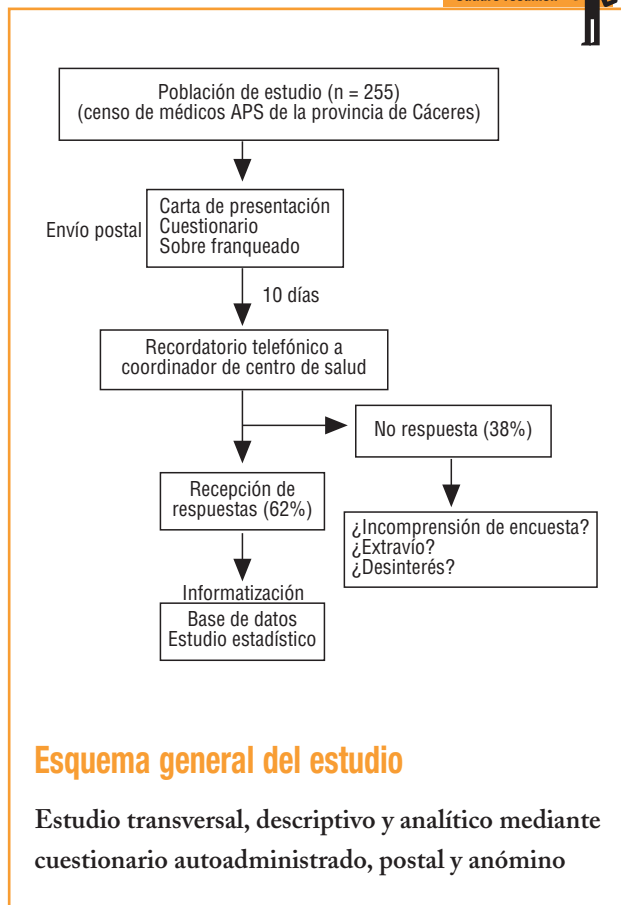 Población de estudio (n = 255)
(censo de médicos APS de la provincia de Cáceres)
Envío postal
Carta de presentación
Cuestionario
Sobre franqueado
10 días
Recordatorio telefónico a
coordinador de centro de salud
No respuesta (38%)
Recepción de
respuestas (62%)
¿Incomprensión de encuesta?
¿Extravío?
¿Desinterés?
Informatización
Base de datos
Estudio estadístico
Esquema general del estudio
Estudio transversal, descriptivo y analítico mediante
cuestionario autoadministrado, postal y anómino